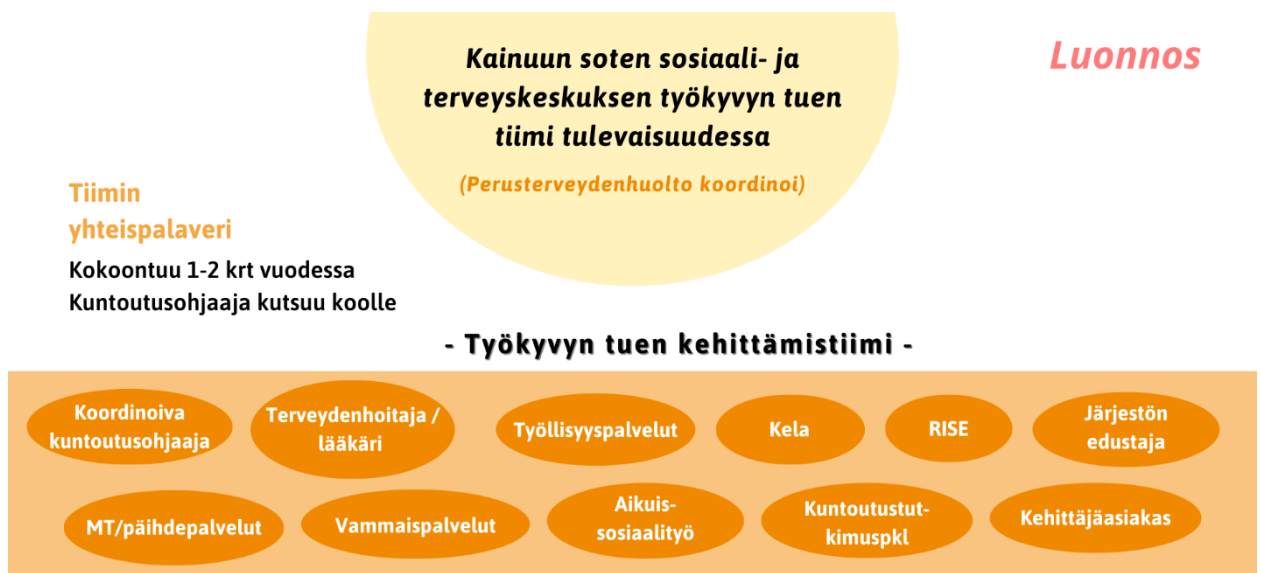 Kainuun soten sosiaali- ja
terveyskeskuksen työkyvyn tuen
tiimi tulevaisuudessa
(Perusterveydenhuolto koordinoi)
Luonnos
Tiimin
yhteispalaveri
Kokoontuu 1-2 krt vuodessa
Kuntoutusohjaaja kutsuu koolle
- Työkyvyn tuen kehittämistiimi -
Koordinoiva
kuntoutusohjaaja
Terveydenhoitaja /
lääkäri
Työllisyyspalvelut
Kela
RISE
Järjestön
edustaja
MT/päihdepalvelut
Vammaispalvelut
Aikuis-
sosiaalityö
Kuntoutustut-
kimuspkl
Kehittäjäasiakas